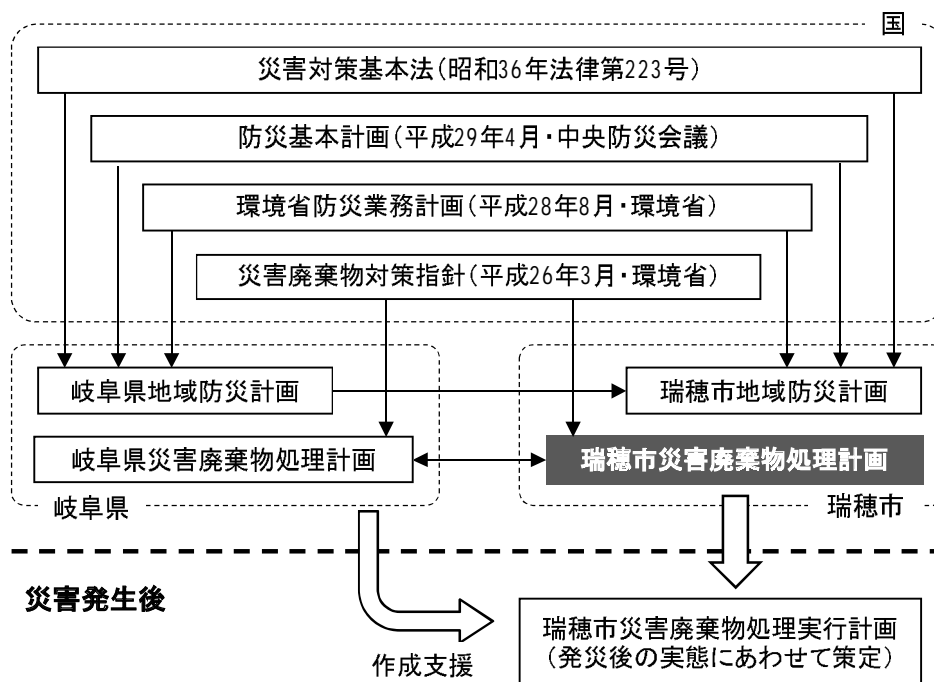 国
災害対策基本法(昭和36年法律第223号)
防災基本計画(平成29年4月・中央防災会議)
環境省防災業務計画(平成28年8月・環境省)
災害廃棄物対策指針(平成26年3月・環境省)
岐阜県地域防災計画
瑞穂市地域防災計画
岐阜県災害廃棄物処理計画
瑞穂市災害廃棄物処理計画
岐阜県
瑞穂市
災害発生後
瑞穂市災害廃棄物処理実行計画
(発災後の実態にあわせて策定)
作成支援